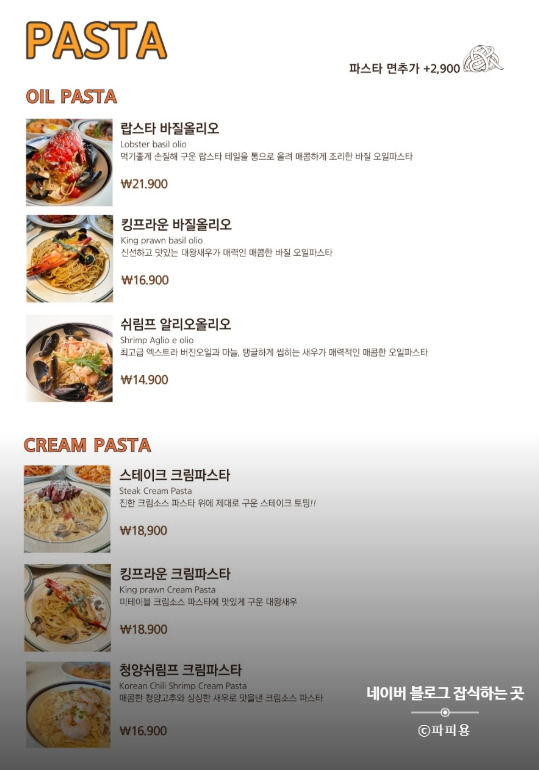 PASTA
파스타 면추가 +2,900
OIL PASTA
랍스타 바질올리오
Lobster basil olio
먹기좋게 손질해 구운 랍스타 테일을 통으로 올려 매콤하게 조리한 바질 오일파스타
₩21.900
킹프라운 바질올리오
King prawn basil olio
신선하고 맛있는 대왕새우가 매력인 매콤한 바질 오일파스타
₩16.900
쉬림프 알리오올리오
Shrimp Aglio e olio
최고급 엑스트라 버진오일과 마늘, 탱글하게 씹히는 새우가 매력적인 매콤한 오일파스타
₩14.900
CREAM PASTA
스테이크 크림파스타
Steak Cream Pasta
진한 크림소스 파스타 위에 제대로 구운 스테이크 토핑!!
₩18,900
킹프라운 크림파스타
King prawn Cream Pasta
미테이블 크림소스 파스타에 맛있게 구운 대왕새우
₩18.900
청양쉬림프 크림파스타
Korean Chili Shrimp Cream Pasta
매콤한 청양고추와 싱싱한 새우로 맛을낸 크림소스 파스타
₩16.900
네이버 블로그 잡식하는 곳
©파피용